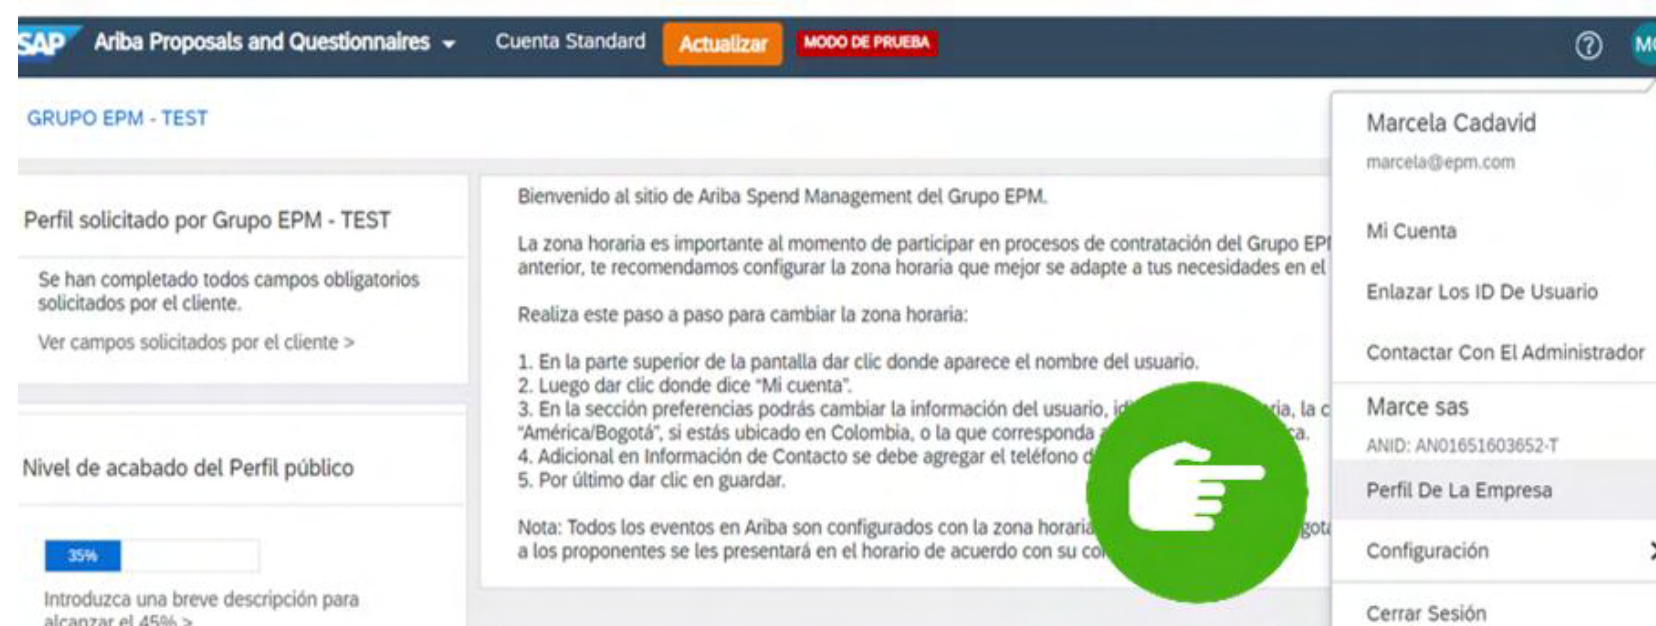 SAP Ariba Proposals and Questionnaires Cuenta Standard Actualizar MODO DE PRUEBA ?
GRUPO EPM - TEST
Perfil solicitado por Grupo EPM - TEST
Se han completado todos campos obligatorios
solicitados por el cliente.
Ver campos solicitados por el cliente >
Nivel de acabado del Perfil público
35%
Introduzca una breve descripción para
alcanzar el 45% >
Bienvenido al sitio de Ariba Spend Management del Grupo EPM.
La zona horaria es importante al momento de participar en procesos de contratación del Grupo EPM
anterior, te recomendamos configurar la zona horaria que mejor se adapte a tus necesidades en el
Realiza este paso a paso para cambiar la zona horaria:
1. En la parte superior de la pantalla dar clic donde aparece el nombre del usuario.
2. Luego dar clic donde dice "Mi cuenta".
3. En la sección preferencias podrás cambiar la información del usuario, la
"América/Bogotá", si estás ubicado en Colombia, o la que corresponda
4. Adicional en Información de Contacto se debe agregar el teléfono
5. Por último dar clic en guardar.
Nota: Todos los eventos en Ariba son configurados con la zona horaria
a los proponentes se les presentará en el horario de acuerdo con su
Marcela Cadavid
marcela@epm.com
Mi Cuenta
Enlazar Los ID De Usuario
Contactar Con El Administrador
Marce sas
ANID: AN01651603652-T
Perfil De La Empresa
Configuración
Cerrar Sesión